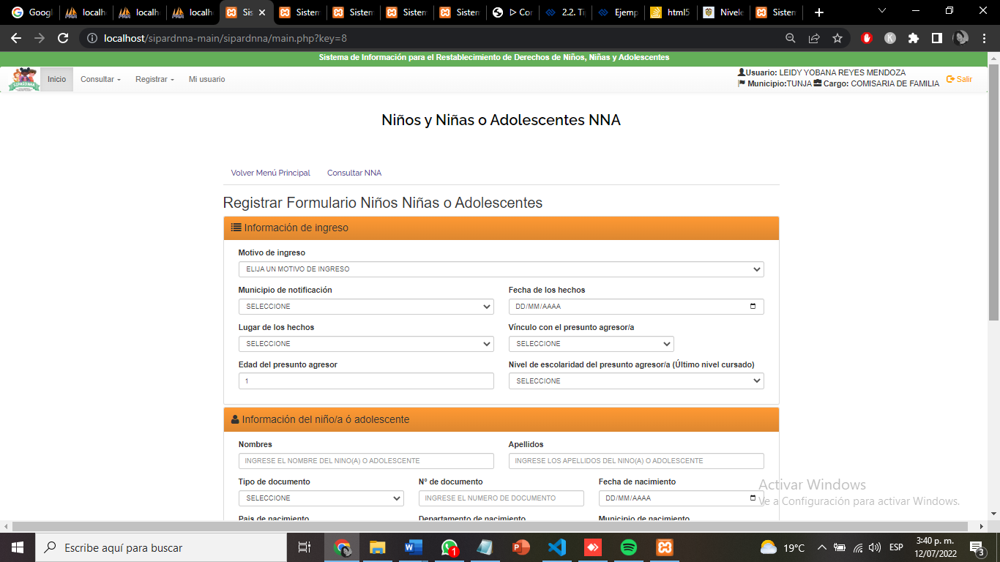 Googl
localh
localh
localh
Sis
Sistem
Sistem
Sistem
Sistem
▷ Cor
2.2. Ti
Ejemp
html5
Nivele
Sistem
localhost/sipardnna-main/sipardnna/main.php?key=8
K
Sistema de Información para el Restablecimiento de Derechos de Niños, Niñas y Adolescentes
SIPARDNNA
Inicio
Consultar
Registrar
Mi usuario
Usuario: LEIDY YOBANA REYES MENDOZA
Municipio:TUNJA Cargo: COMISARIA DE FAMILIA
Salir
Niños y Niñas o Adolescentes NNA
Volver Menú Principal
Consultar NNA
Registrar Formulario Niños Niñas o Adolescentes
Información de ingreso
Motivo de ingreso
ELIJA UN MOTIVO DE INGRESO
Municipio de notificación
Fecha de los hechos
SELECCIONE
DD/MM/AAAA
Lugar de los hechos
Vínculo con el presunto agresor/a
SELECCIONE
SELECCIONE
Edad del presunto agresor
Nivel de escolaridad del presunto agresor/a (Último nivel cursado)
1
SELECCIONE
Información del niño/a ó adolescente
Nombres
Apellidos
INGRESE EL NOMBRE DEL NINO(A) O ADOLESCENTE
INGRESE LOS APELLIDOS DEL NINO(A) O ADOLESCENTE
Tipo de documento
Nº de documento
Fecha de nacimiento
SELECCIONE
INGRESE EL NUMERO DE DOCUMENTO
DD/MM/AAAA
Pais de nacimiento
Departamento de nacimiento
Municipio de nacimiento
Activar Windows
Ve a Configuración para activar Windows.
Escribe aquí para buscar
1
19°C
ESP
3:40 p. m.
12/07/2022
3